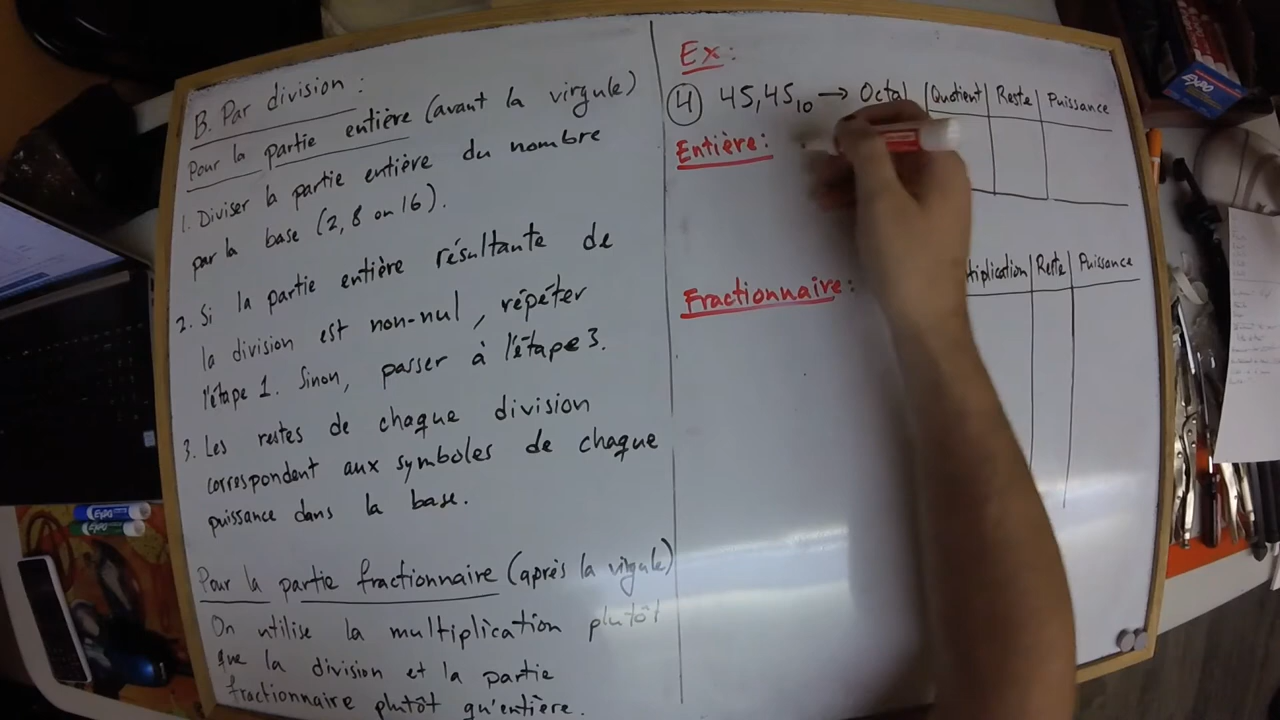 B. Par division :
Pour la partie entière (avant la virgule)
1. Diviser la partie entière du nombre
par la base (2, 8 ou 16).
2. Si la partie entière résultante de
la division est non-nul, répéter
l'étape 1. Sinon, passer à l'étape 3.
3. Les restes de chaque division
correspondent aux symboles de chaque
puissance dans la base.
Pour la partie fractionnaire (après la virgule)
On utilise la multiplication plutôt
que la division et la partie
fractionnaire plutôt qu'entière.
Ex:
4 45,45₁₀ → Octal
Entière:
Quotient Reste Puissance
Fractionnaire:
tiplication Reste Puissance
EXPO
EXPO
EXPO